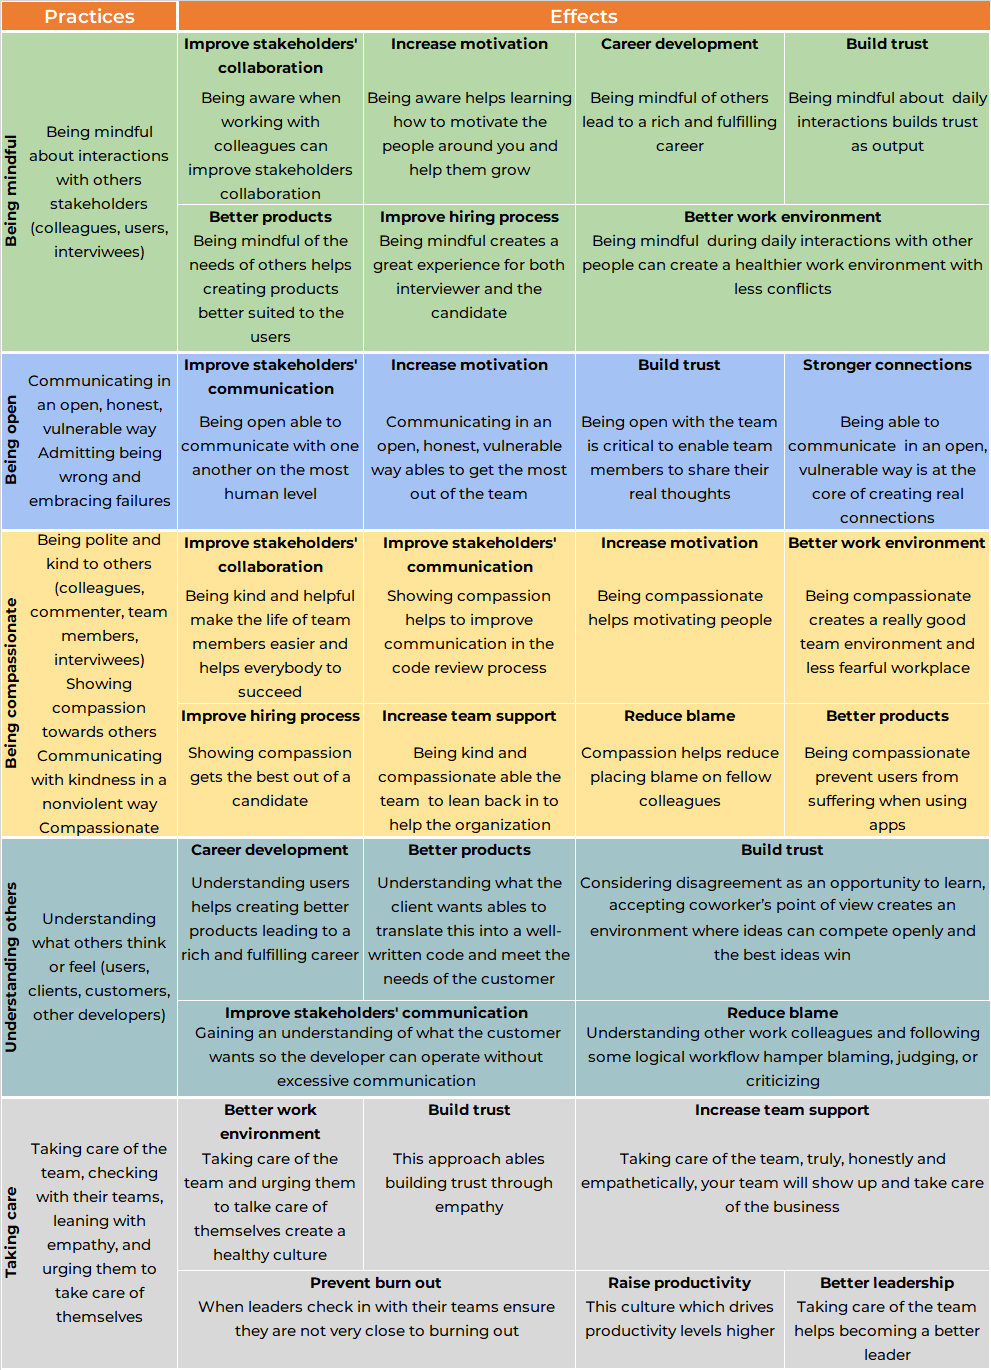 Practices
Effects
Being mindful
Being mindful
about interactions
with others
stakeholders
(colleagues, users,
interviwees)
Improve stakeholders'
collaboration
Being aware when
working with
colleagues can
improve stakeholders
collaboration
Increase motivation
Being aware helps learning
how to motivate the
people around you and
help them grow
Career development
Being mindful of others
lead to a rich and fulfilling
career
Build trust
Being mindful about daily
interactions builds trust
as output
Better products
Being mindful of the
needs of others helps
creating products
better suited to the
users
Improve hiring process
Being mindful creates a
great experience for both
interviewer and the
candidate
Better work environment
Being mindful during daily interactions with other
people can create a healthier work environment with
less conflicts
Being open
Communicating in
an open, honest,
vulnerable way
Admitting being
wrong and
embracing failures
Improve stakeholders'
communication
Being open able to
communicate with one
another on the most
human level
Increase motivation
Communicating in an
open, honest, vulnerable
way ables to get the most
out of the team
Build trust
Being open with the team
is critical to enable team
members to share their
real thoughts
Stronger connections
Being able to
communicate in an open,
vulnerable way is at the
core of creating real
connections
Being compassionate
Being polite and
kind to others
(colleagues,
commenter, team
members,
interviwees)
Showing
compassion
towards others
Communicating
with kindness in a
nonviolent way
Compassionate
Improve stakeholders'
collaboration
Being kind and helpful
make the life of team
members easier and
helps everybody to
succeed
Improve stakeholders'
communication
Showing compassion
helps to improve
communication in the
code review process
Increase motivation
Being compassionate
helps motivating people
Better work environment
Being compassionate
creates a really good
team environment and
less fearful workplace
Improve hiring process
Showing compassion
gets the best out of a
candidate
Increase team support
Being kind and
compassionate able the
team to lean back in to
help the organization
Reduce blame
Compassion helps reduce
placing blame on fellow
colleagues
Better products
Being compassionate
prevent users from
suffering when using
apps
Understanding others
Understanding
what others think
or feel (users,
clients, customers,
other developers)
Career development
Understanding users
helps creating better
products leading to a
rich and fulfilling career
Better products
Understanding what the
client wants ables to
translate this into a well-
written code and meet the
needs of the customer
Build trust
Considering disagreement as an opportunity to learn,
accepting coworker's point of view creates an
environment where ideas can compete openly and
the best ideas win
Improve stakeholders' communication
Gaining an understanding of what the customer
wants so the developer can operate without
excessive communication
Reduce blame
Understanding other work colleagues and following
some logical workflow hamper blaming, judging, or
criticizing
Taking care
Taking care of the
team, checking
with their teams,
leaning with
empathy, and
urging them to
take care of
themselves
Better work
environment
Taking care of the
team and urging them
to talke care of
themselves create a
healthy culture
Build trust
This approach ables
building trust through
empathy
Increase team support
Taking care of the team, truly, honestly and
empathetically, your team will show up and take care
of the business
Prevent burn out
When leaders check in with their teams ensure
they are not very close to burning out
Raise productivity
This culture which drives
productivity levels higher
Better leadership
Taking care of the team
helps becoming a better
leader